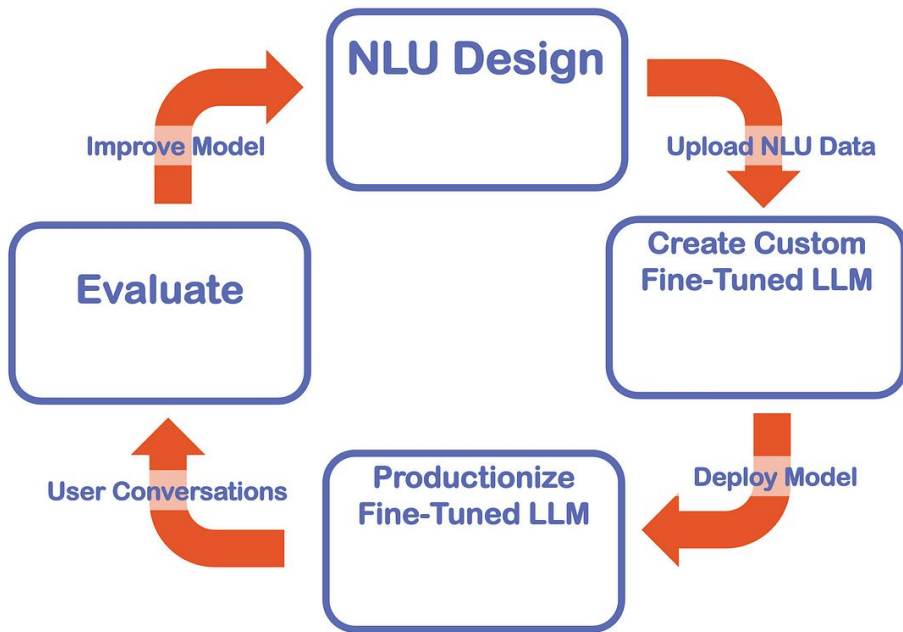 NLU Design
Improve Model
Upload NLU Data
Create Custom
Fine-Tuned LLM
Evaluate
Deploy Model
Productionize
Fine-Tuned LLM
User Conversations